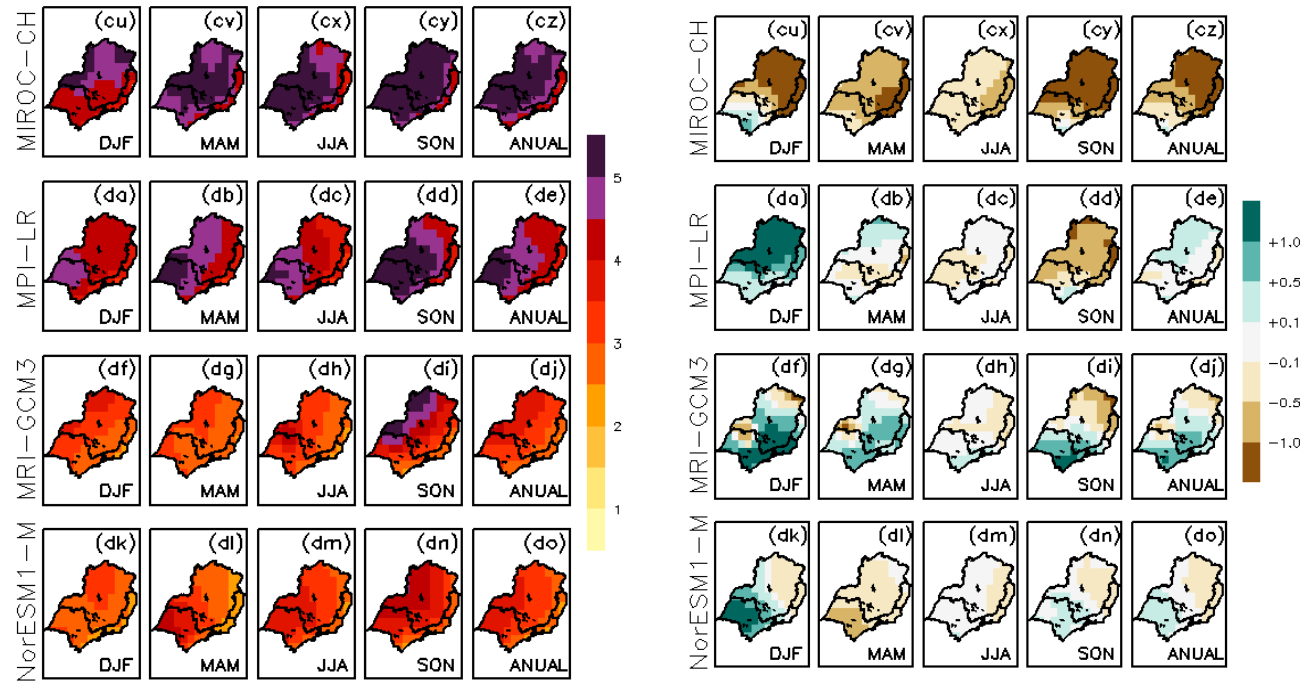 MIROC-CH
(cu) (cv) (cx) (cy) (cz)
DJF MAM JJA SON ANUAL
MPI-LR
(da) (db) (dc) (dd) (de)
DJF MAM JJA SON ANUAL
MRI-GCM3
(df) (dg) (dh) (di) (dj)
DJF MAM JJA SON ANUAL
NorESM1-M
(dk) (dl) (dm) (dn) (do)
DJF MAM JJA SON ANUAL
5
4
3
2
1
MIROC-CH
(cu) (cv) (cx) (cy) (cz)
DJF MAM JJA SON ANUAL
MPI-LR
(da) (db) (dc) (dd) (de)
DJF MAM JJA SON ANUAL
MRI-GCM3
(df) (dg) (dh) (di) (dj)
DJF MAM JJA SON ANUAL
NorESM1-M
(dk) (dl) (dm) (dn) (do)
DJF MAM JJA SON ANUAL
+1.0
+0.5
+0.1
-0.1
-0.5
-1.0